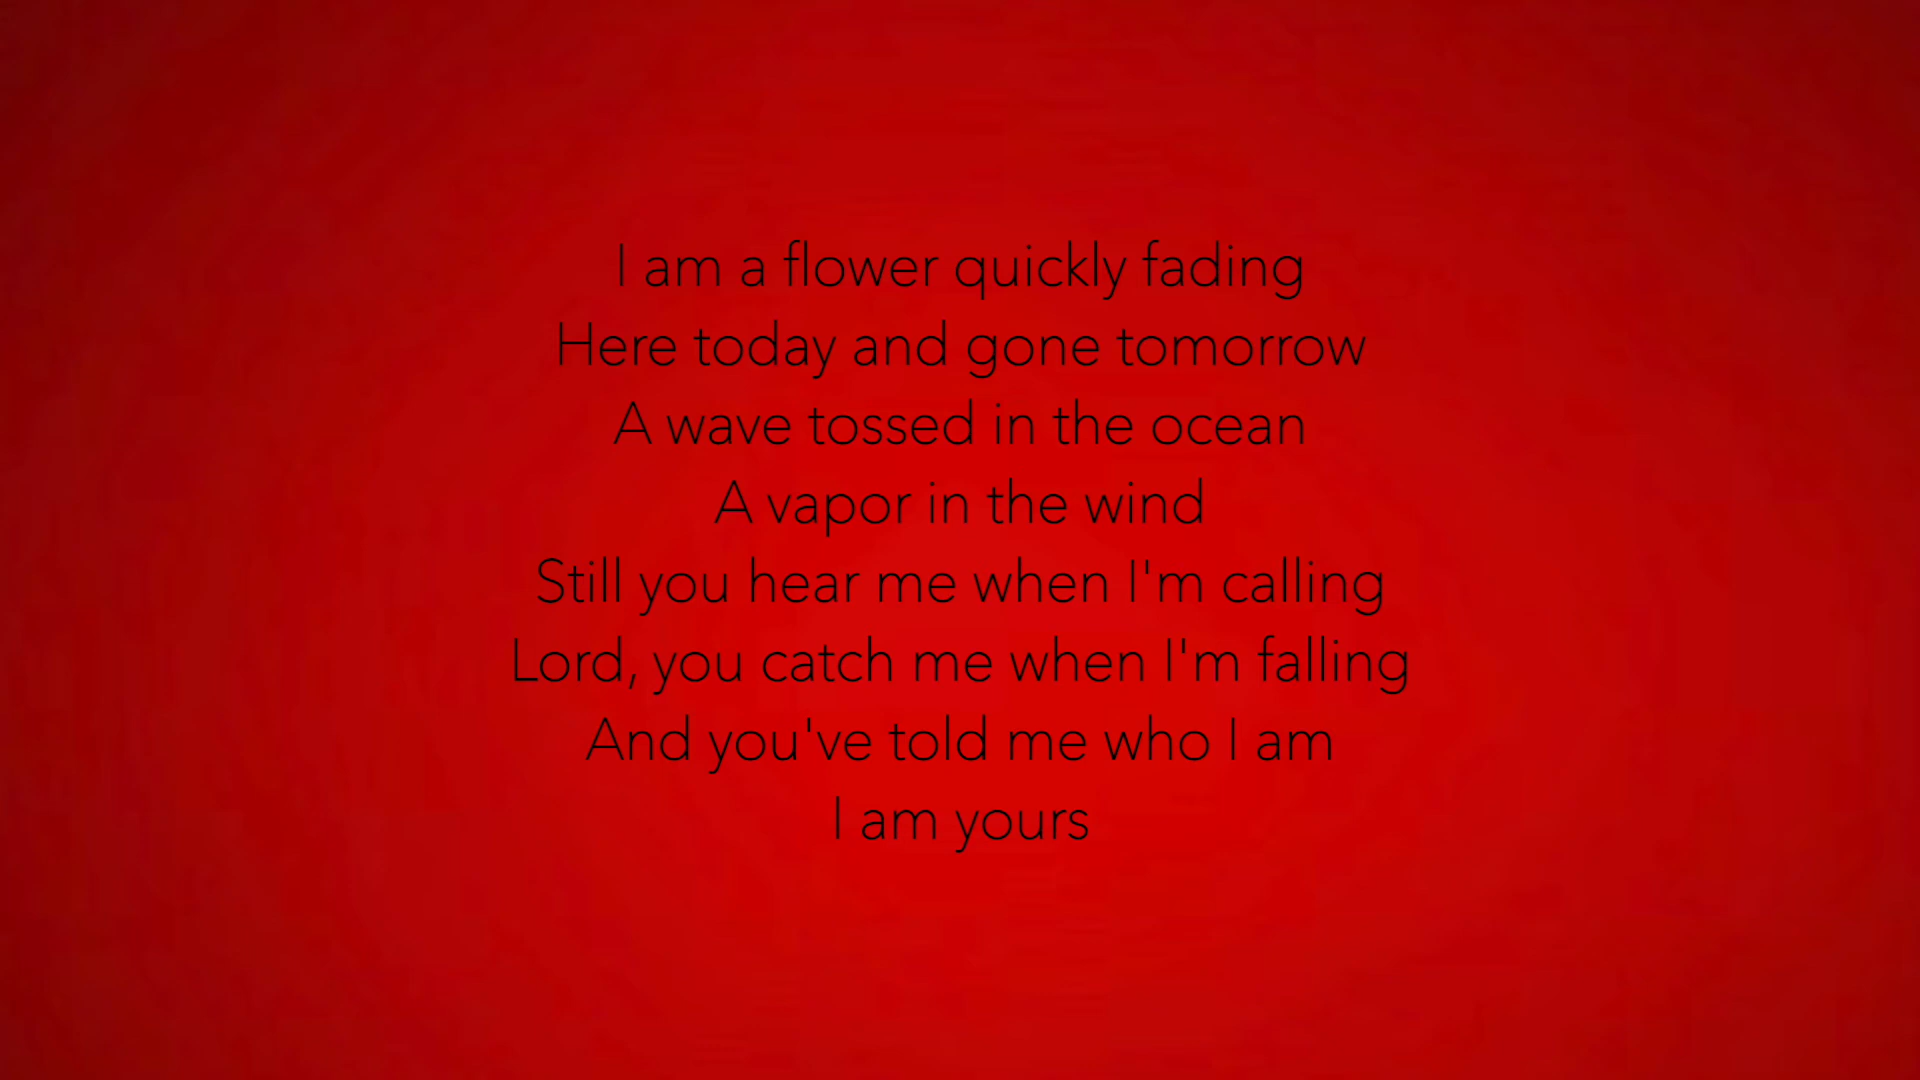 I am a flower quickly fading
Here today and gone tomorrow
A wave tossed in the ocean
A vapor in the wind
Still you hear me when I'm calling
Lord, you catch me when I'm falling
And you've told me who I am
I am yours